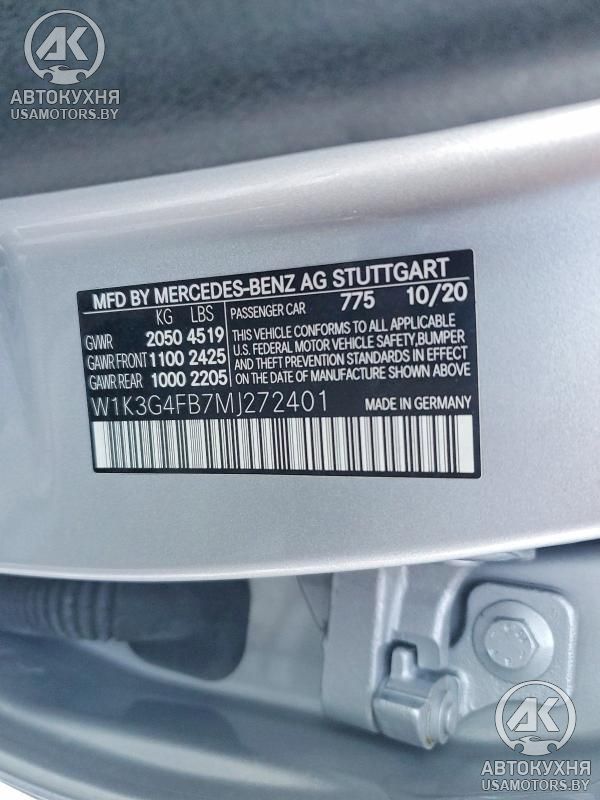 AK
АВТОКУХНЯ
USAMOTORS.BY
MFD BY MERCEDES-BENZ AG STUTTGART
KG LBS PASSENGER CAR 775 10/20
GVWR 2050 4519
GAWR FRONT 1100 2425
GAWR REAR 1000 2205
THIS VEHICLE CONFORMS TO ALL APPLICABLE
U.S. FEDERAL MOTOR VEHICLE SAFETY, BUMPER
AND THEFT PREVENTION STANDARDS IN EFFECT
ON THE DATE OF MANUFACTURE SHOWN ABOVE
W1K3G4FB7MJ272401 MADE IN GERMANY
AK
АВТОКУХНЯ
USAMOTORS.BY